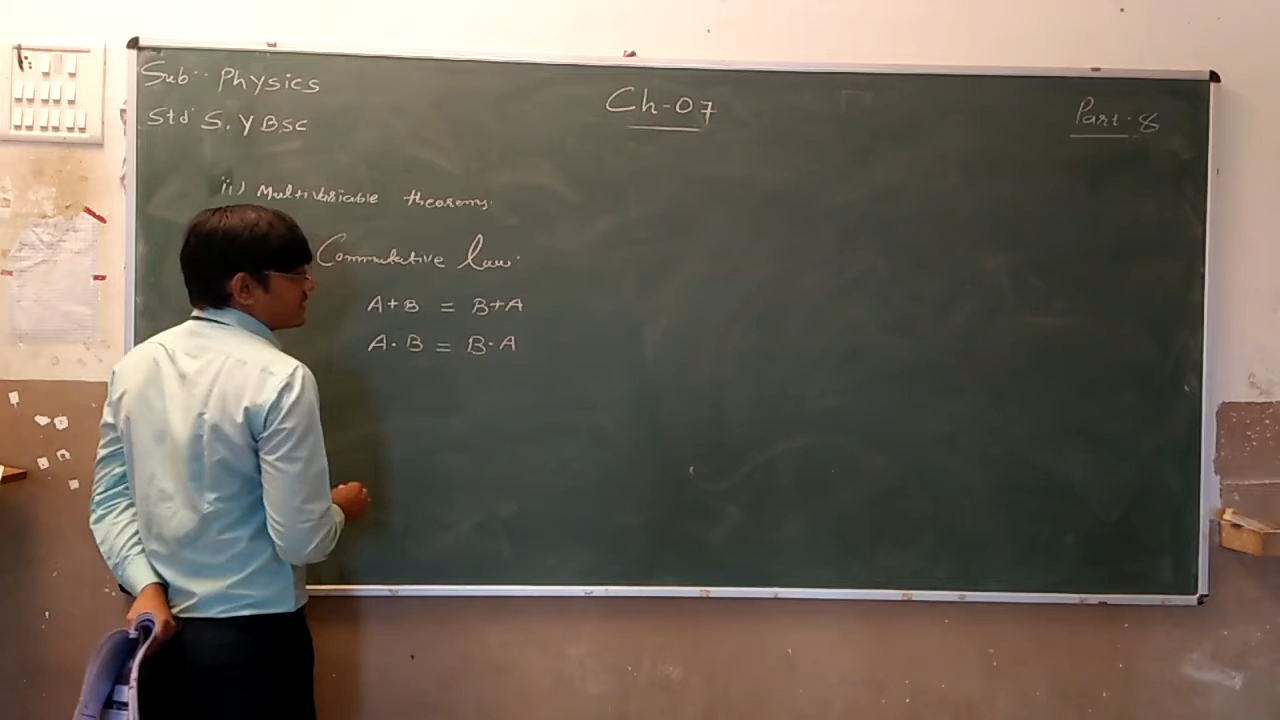 Sub: Physics
Ch-07
Part-8
Std S.Y BSC
ii) Multivariable theorems.
Commutative law.
A+B = B+A
A·B = B·A